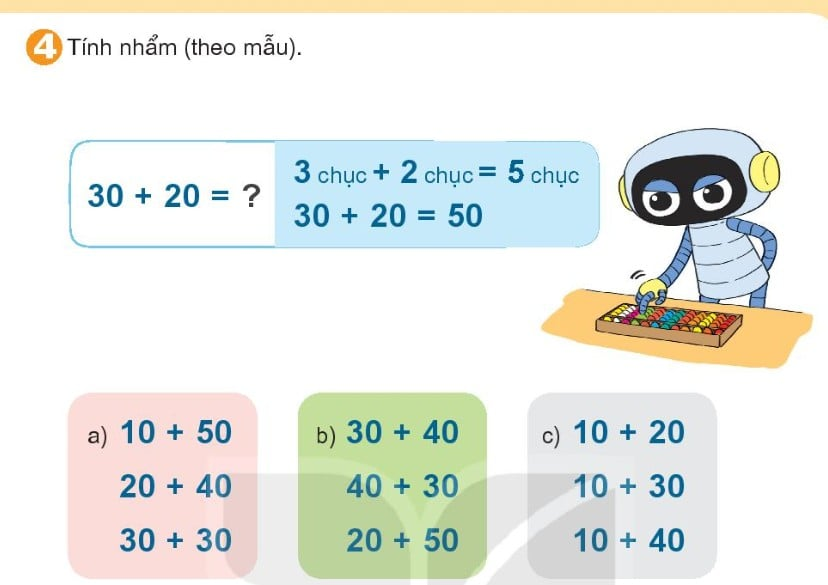 4 Tính nhẩm (theo mẫu).
30 + 20 = ?
3 chục + 2 chục = 5 chục
30 + 20 = 50
a) 10 + 50
20 + 40
30 + 30
b) 30 + 40
40 + 30
20 + 50
c) 10 + 20
10 + 30
10 + 40